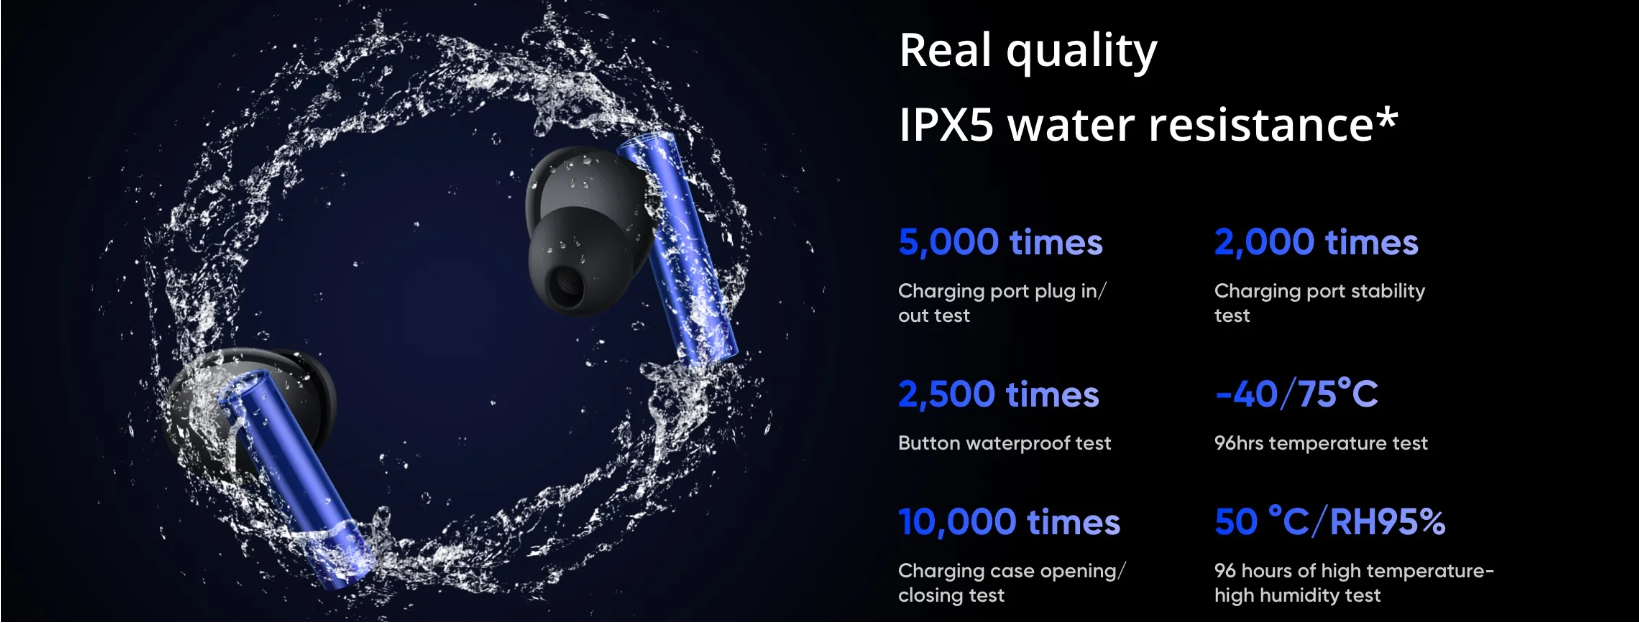 Real quality
IPX5 water resistance*
5,000 times
Charging port plug in/
out test
2,000 times
Charging port stability
test
2,500 times
Button waterproof test
-40/75°C
96hrs temperature test
10,000 times
Charging case opening/
closing test
50 °C/RH95%
96 hours of high temperature-
high humidity test